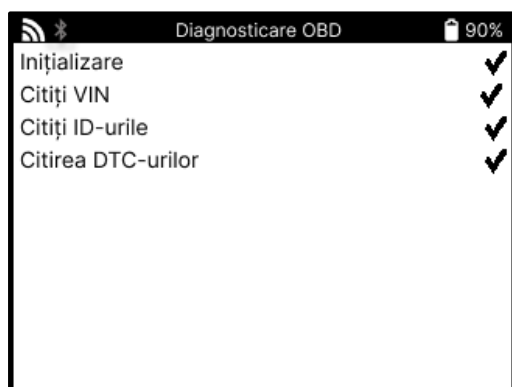 Diagnosticare OBD 90%
Inițializare
Citiți VIN
Citiți ID-urile
Citirea DTC-urilor